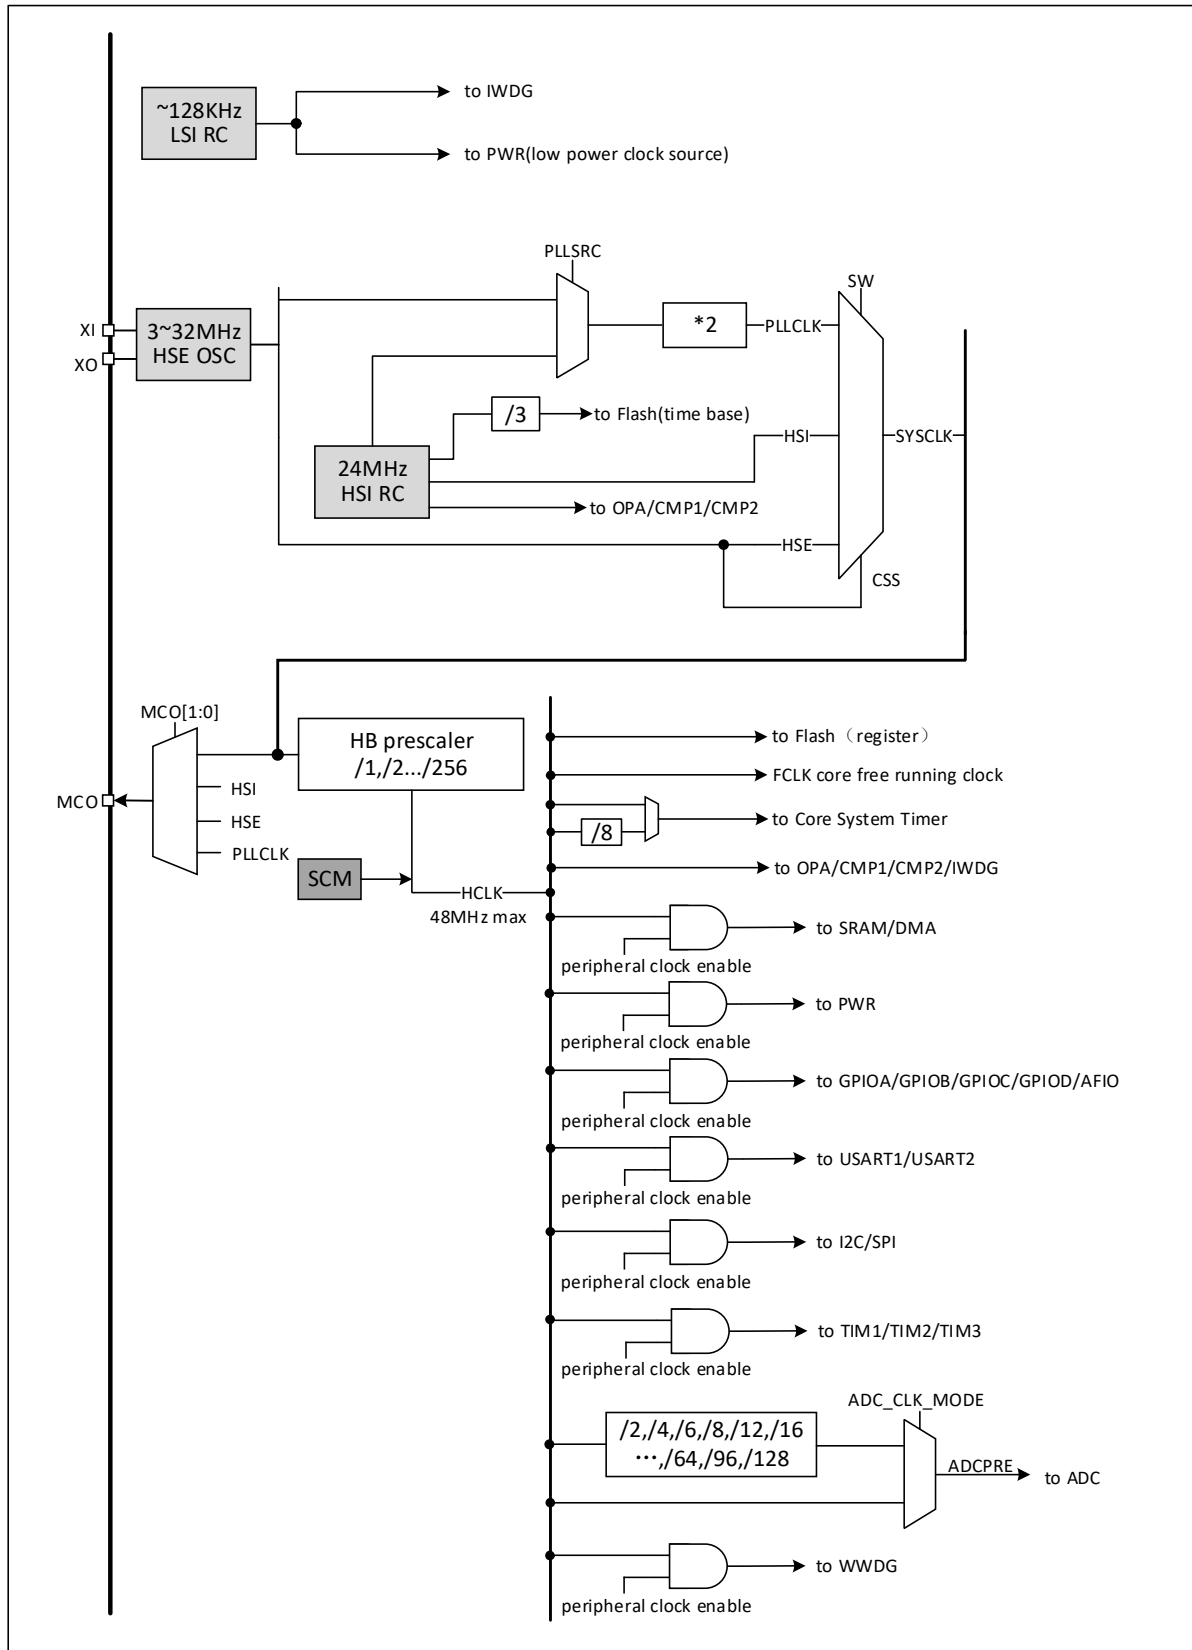 ~128KHz
LSI RC
to IWDG
to PWR(low power clock source)
PLLSRC
SW
XI
XO
3~32MHz
HSE OSC
*2
PLLCLK
/3
to Flash(time base)
24MHz
HSI RC
HSI
SYSCLK
to OPA/CMP1/CMP2
HSE
CSS
MCO[1:0]
HB prescaler
/1,/2.../256
HSI
MCO
HSE
PLLCLK
SCM
HCLK
48MHz max
to Flash（register）
FCLK core free running clock
/8
to Core System Timer
to OPA/CMP1/CMP2/IWDG
to SRAM/DMA
peripheral clock enable
to PWR
peripheral clock enable
to GPIOA/GPIOB/GPIOC/GPIOD/AFIO
peripheral clock enable
to USART1/USART2
peripheral clock enable
to I2C/SPI
peripheral clock enable
to TIM1/TIM2/TIM3
peripheral clock enable
ADC_CLK_MODE
/2,/4,/6,/8,/12,/16
⋯,/64,/96,/128
ADCPRE
to ADC
to WWDG
peripheral clock enable